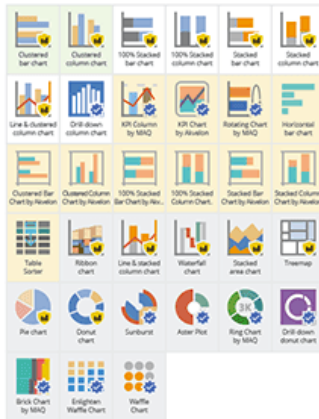 Clustered
bar chart
Clustered
column chart
100% Stacked
bar chart
100% Stacked
column chart
Stacked
bar chart
Stacked
column chart
Line & clustered
column chart
Drill-down
column chart
KPI Column
by MAQ
KPI Chart
by Akvelon
Rotating Chart
by MAQ
Horizontal
bar chart
Clustered Bar
Chart by Akvelon
Clustered Column
Chart by Akvelon
100% Stacked
Bar Chart by Akv...
100% Stacked
Column Chart.
Stacked Bar
Chart by Akvelon
Stacked Column
Chart by Akvelon
Table
Sorter
Ribbon
chart
Line & stacked
column chart
Waterfall
chart
Stacked
area chart
Treemap
Pie chart
Donut
chart
Sunburst
Aster Plot
3K
Ring Chart
by MAQ
Drill-down
donut chart
Brick Chart
by MAQ
Enlighten
Waffle Chart
Waffle
Chart